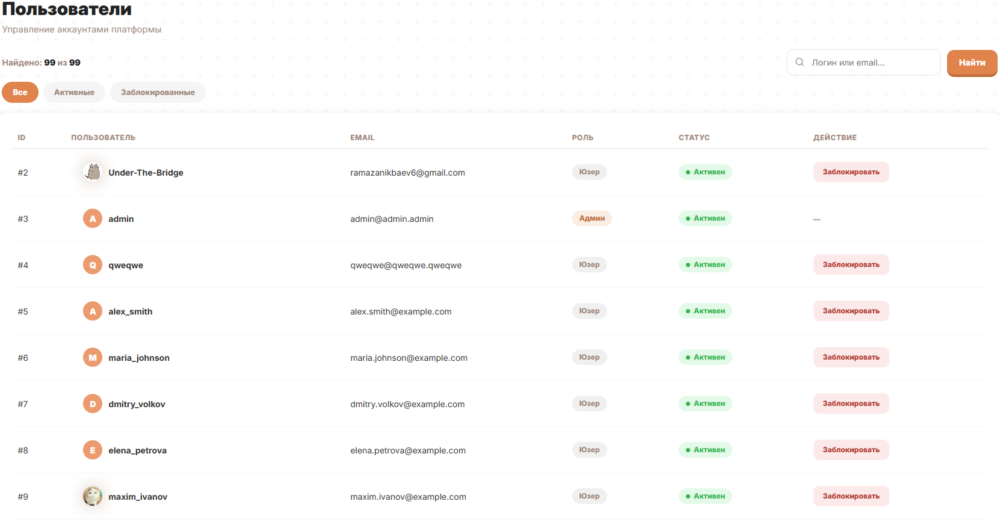 Пользователи
Управление аккаунтами платформы
Найдено: 99 из 99
Логин или email...
Найти
Все
Активные
Заблокированные
ID ПОЛЬЗОВАТЕЛЬ EMAIL РОЛЬ СТАТУС ДЕЙСТВИЕ
#2 Under-The-Bridge ramazanikbaev6@gmail.com Юзер Активен Заблокировать
#3 A admin admin@admin.admin Админ Активен —
#4 Q qweqwe qweqwe@qweqwe.qweqwe Юзер Активен Заблокировать
#5 A alex_smith alex.smith@example.com Юзер Активен Заблокировать
#6 M maria_johnson maria.johnson@example.com Юзер Активен Заблокировать
#7 D dmitry_volkov dmitry.volkov@example.com Юзер Активен Заблокировать
#8 E elena_petrova elena.petrova@example.com Юзер Активен Заблокировать
#9 maxim_ivanov maxim.ivanov@example.com Юзер Активен Заблокировать